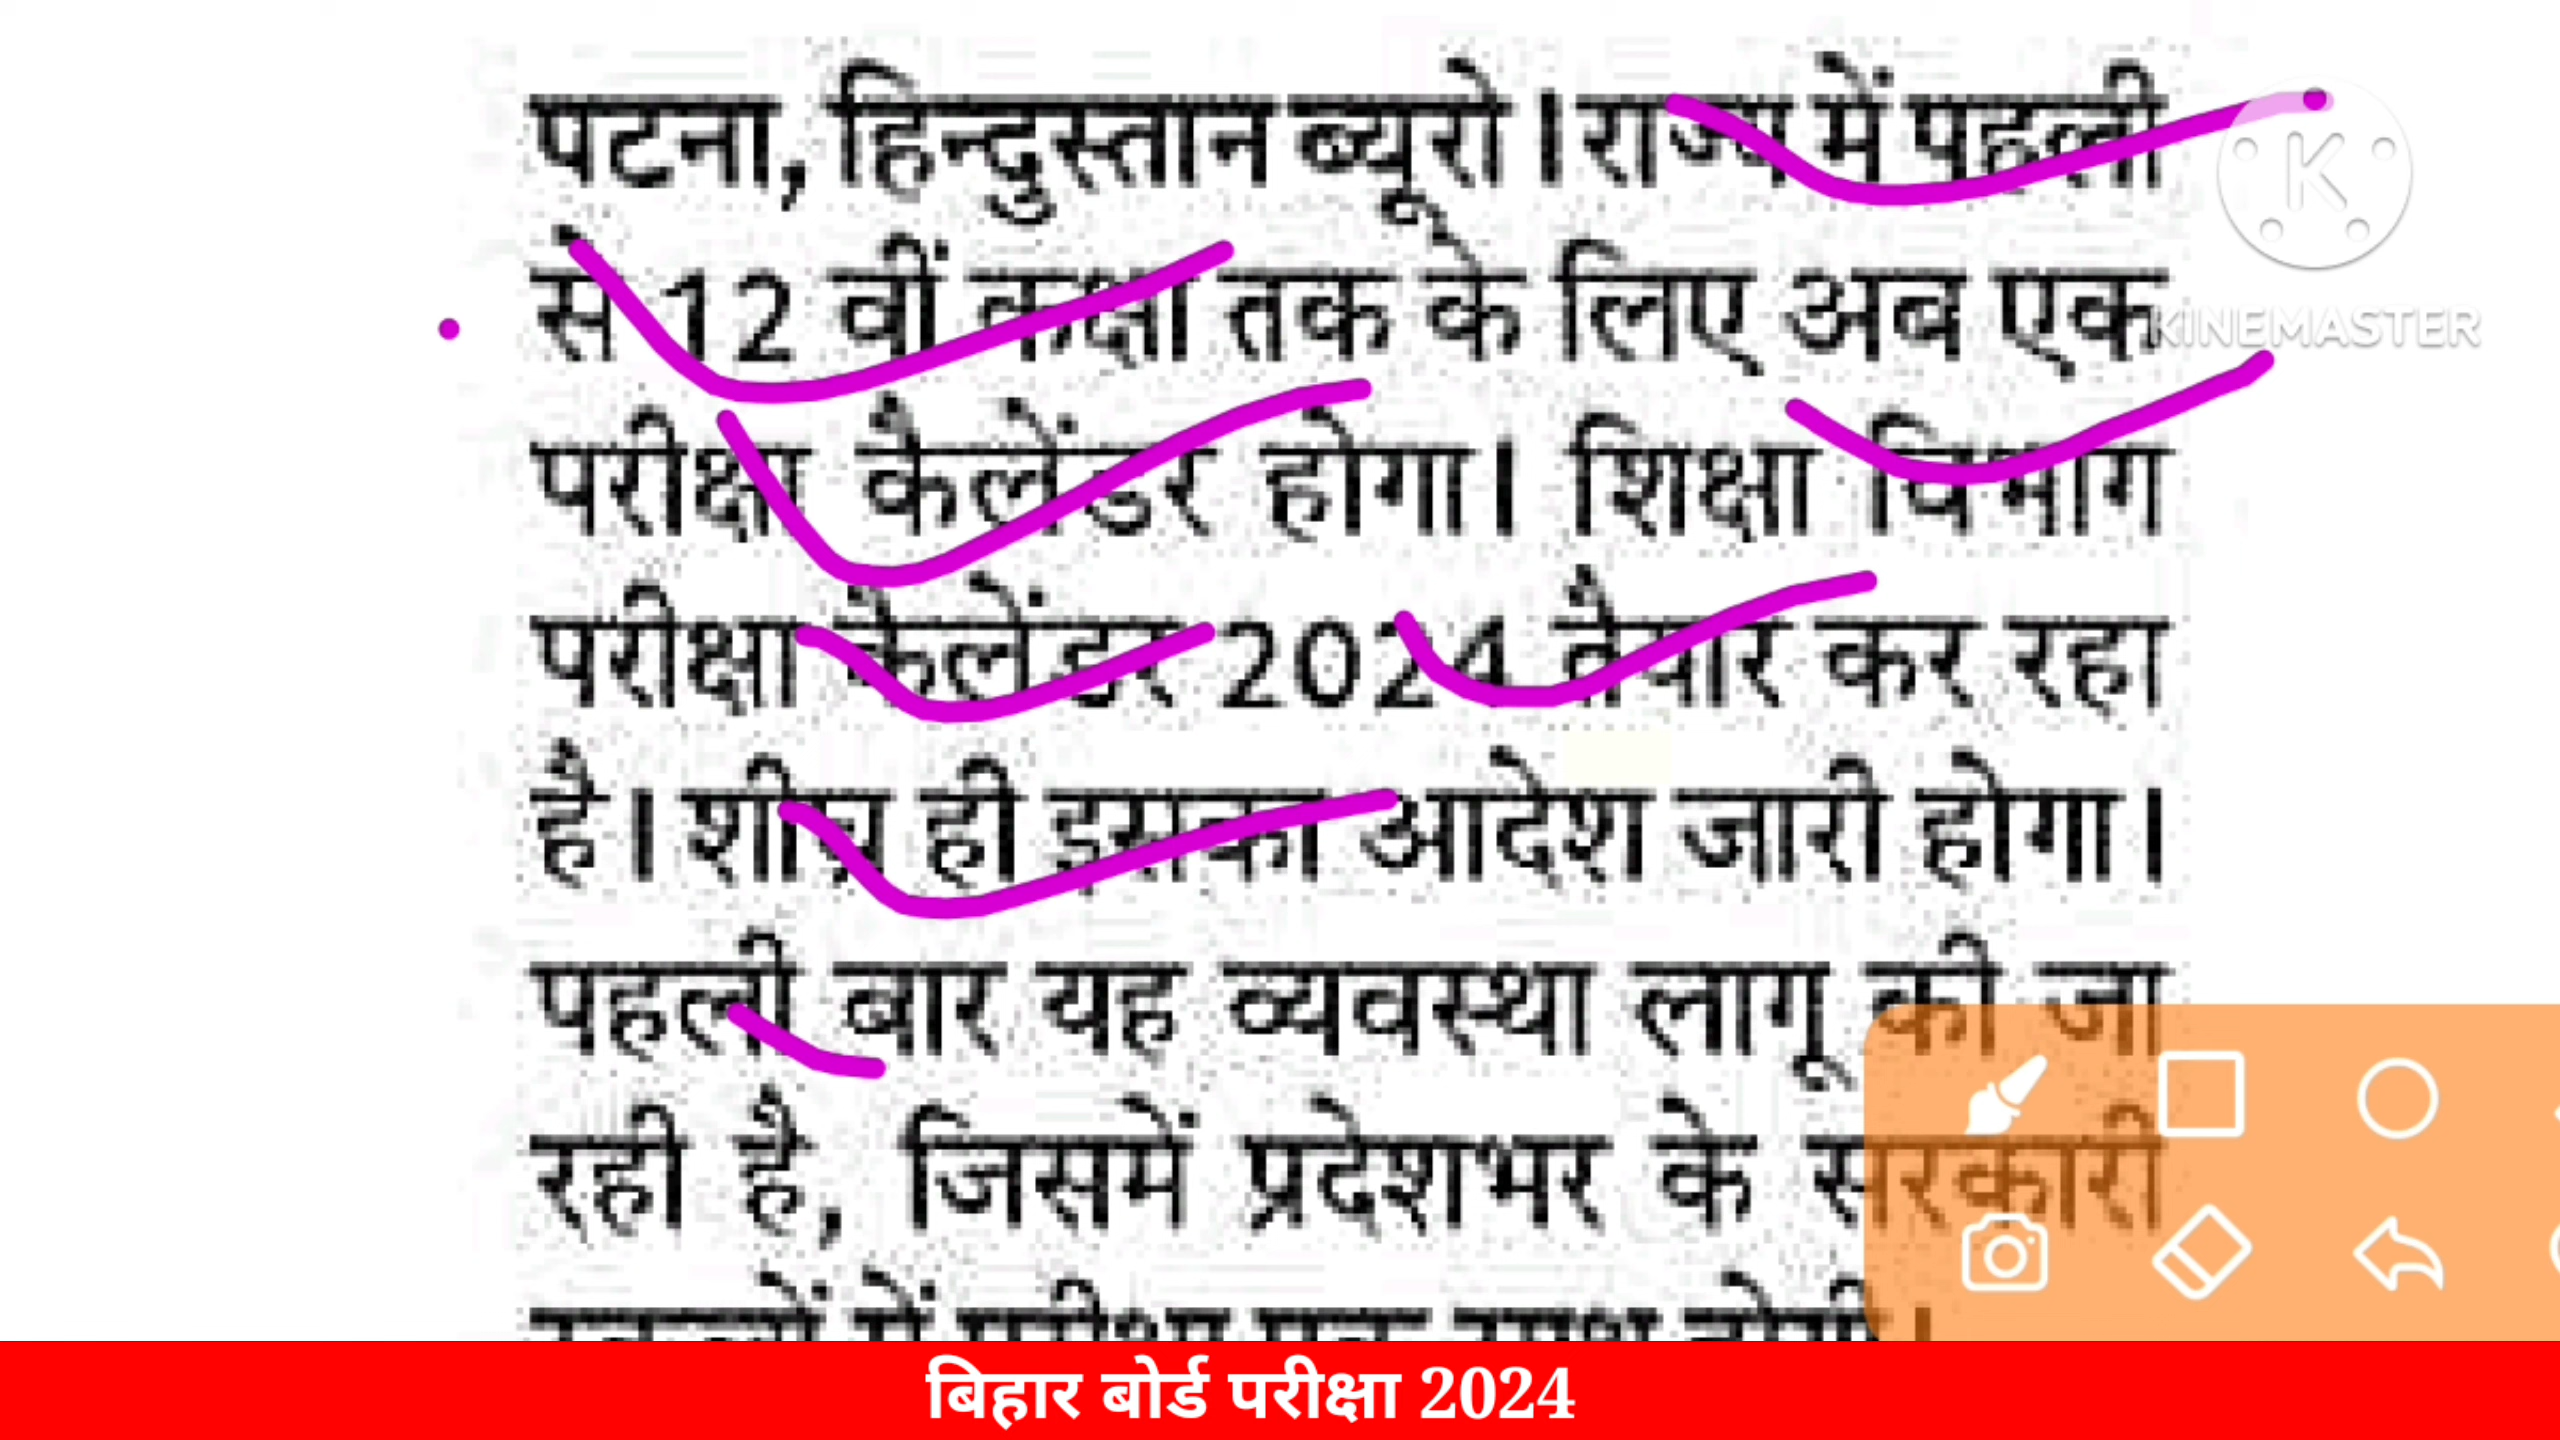 पटना, हिन्दुस्तान ब्यूरो। राज्य में पहली
से 12 वीं कक्षा तक के लिए अब एक
KINEMASTER
परीक्षा कैलेंडर होगा। शिक्षा विभाग
परीक्षा कैलेंडर 2024 तैयार कर रहा
है। शीघ्र ही इसका आदेश जारी होगा।
पहली बार यह व्यवस्था लागू की जा
रही है, जिसमें प्रदेशभर के सरकारी
बिहार बोर्ड परीक्षा 2024